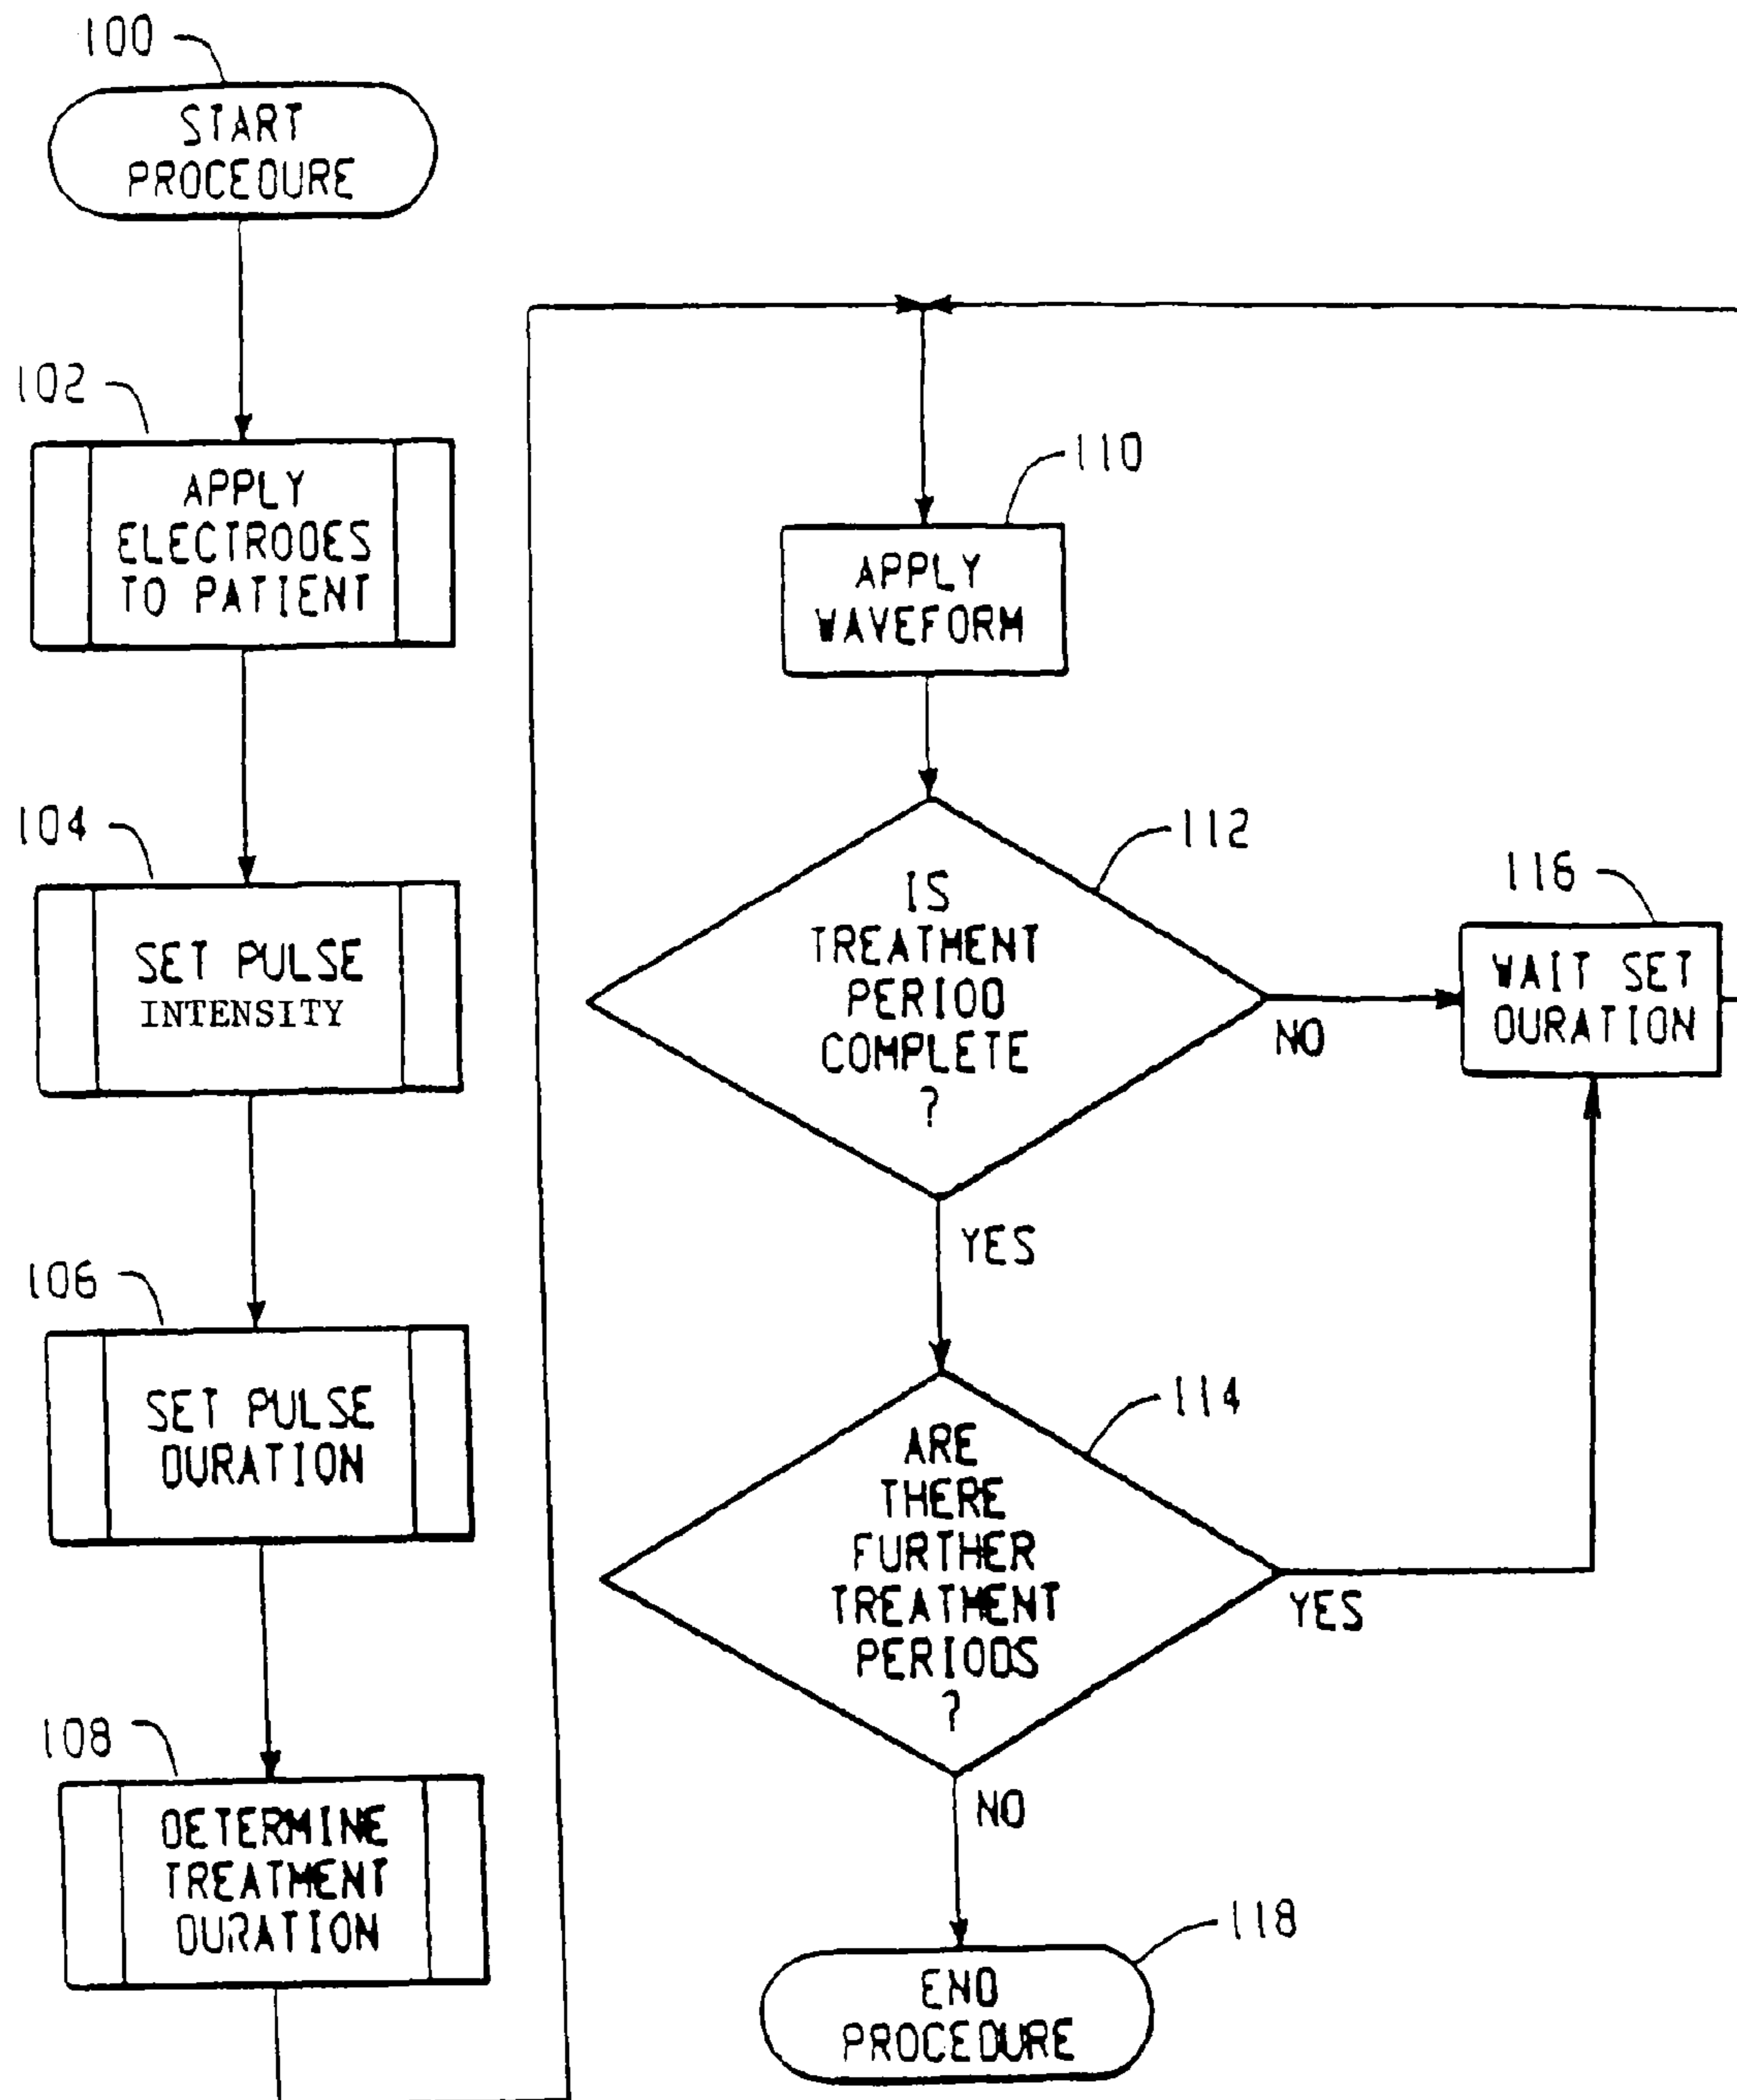 100
START
PROCEDURE
102
APPLY
ELECTRODES
TO PATIENT
104
SET PULSE
INTENSITY
106
SET PULSE
DURATION
108
DETERMINE
TREATMENT
DURATION
110
APPLY
WAVEFORM
112
IS
TREATMENT
PERIOD
COMPLETE
?
NO
YES
116
WAIT SET
DURATION
114
ARE
THERE
FURTHER
TREATMENT
PERIODS
?
YES
NO
118
END
PROCEDURE